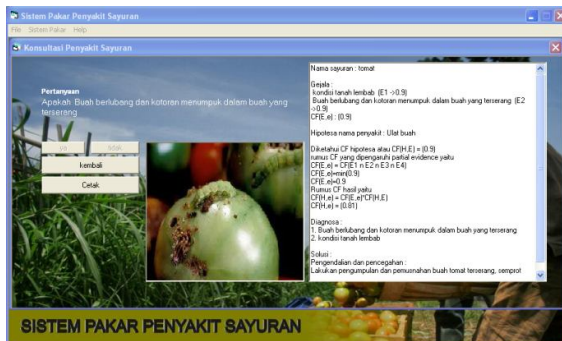 Sistem Pakar Penyakit Sayuran
File Sistem Pakar Help
Konsultasi Penyakit Sayuran
Pertanyaan
Apakah Buah berlubang dan kotoran menumpuk dalam buah yang
terserang
ya tidak
kembali
Cetak
Nama sayuran : tomat
Gejala :
kondisi tanah lembab (E1 ->0.9)
Buah berlubang dan kotoran menumpuk dalam buah yang terserang (E2
->0.9)
CF(E,e) : (0.9)
Hipotesa nama penyakit : Ulat buah
Diketahui CF hipotesa atau CF(H,E) = (0.9)
rumus CF yang dipengaruhi partial evidence yaitu
CF(E,e) = CF(E1 n E2 n E3 n E4)
CF(E,e)=min(0.9)
CF(E,e)=0.9
Rumus CF hasil yaitu
CF(H,e) = CF(E,e)*CF(H,E)
CF(H,e) = (0.81)
Diagnosa :
1. Buah berlubang dan kotoran menumpuk dalam buah yang terserang
2. kondisi tanah lembab
Solusi :
Pengendalian dan pencegahan :
Lakukan pengumpulan dan pemusnahan buah tomat terserang, semprot
SISTEM PAKAR PENYAKIT SAYURAN